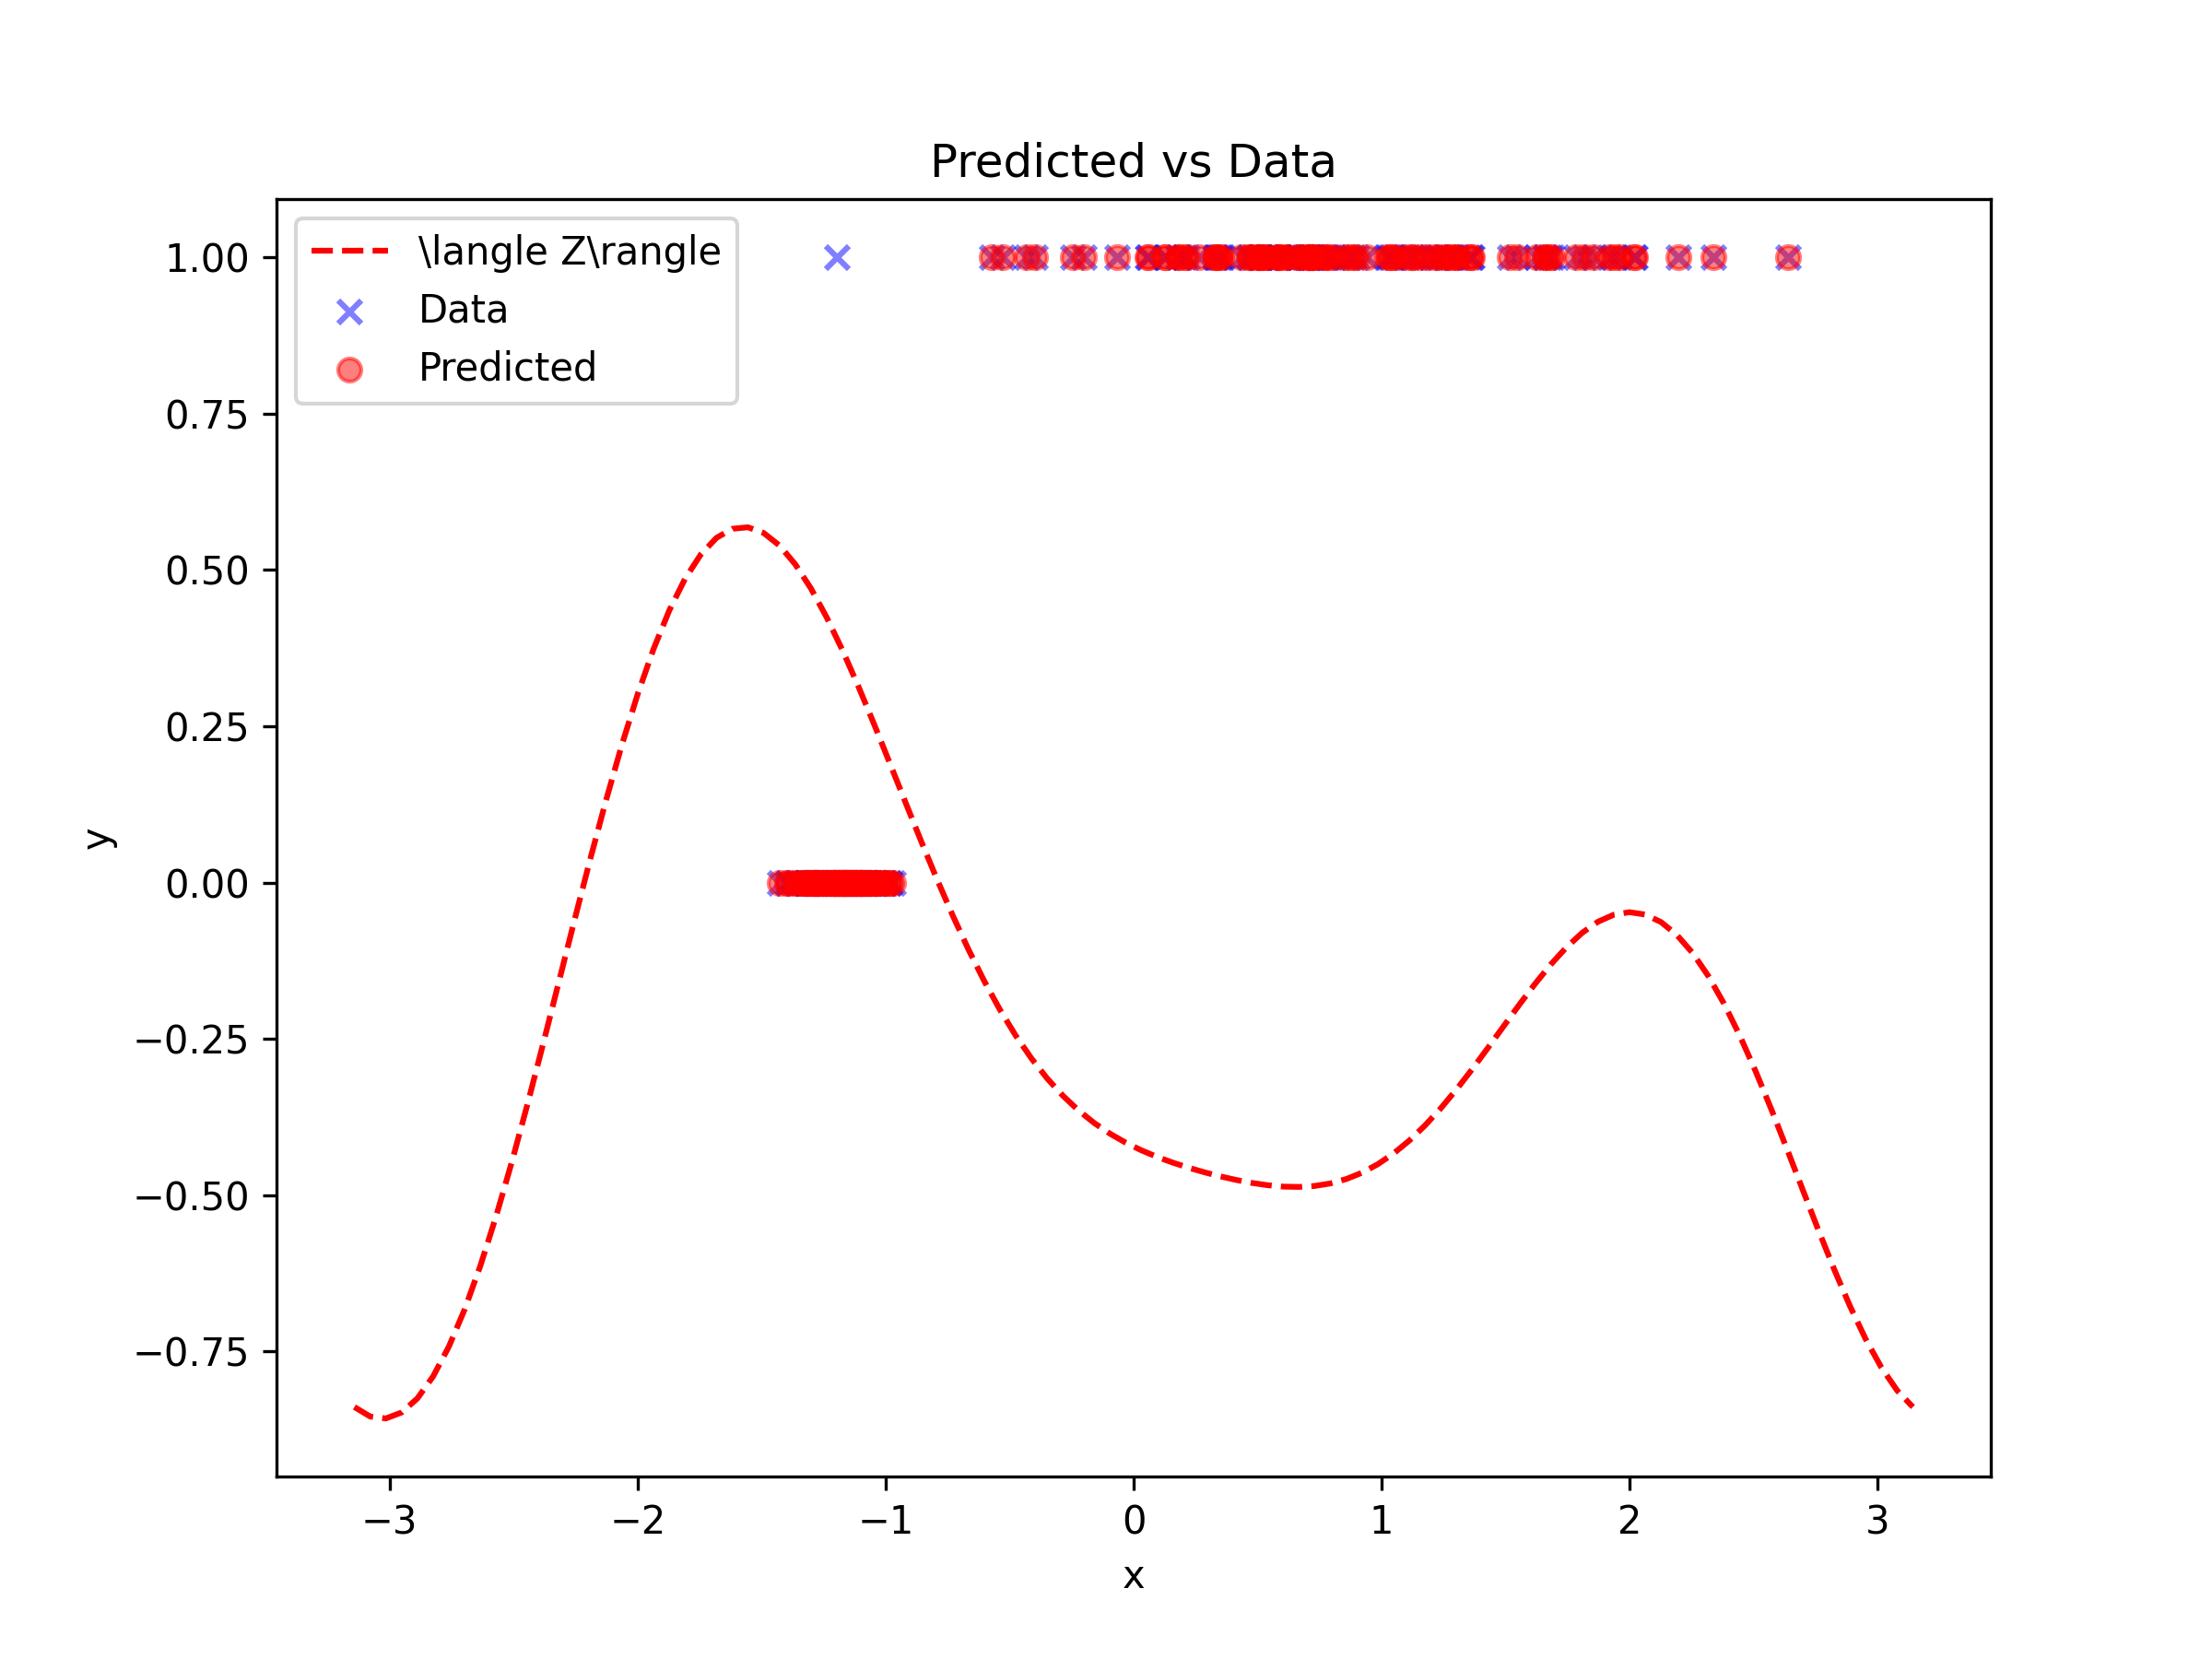 Predicted vs Data
\langle Z\rangle
Data
Predicted
1.00
0.75
0.50
0.25
0.00
−0.25
−0.50
−0.75
y
−3 −2 −1 0 1 2 3
x